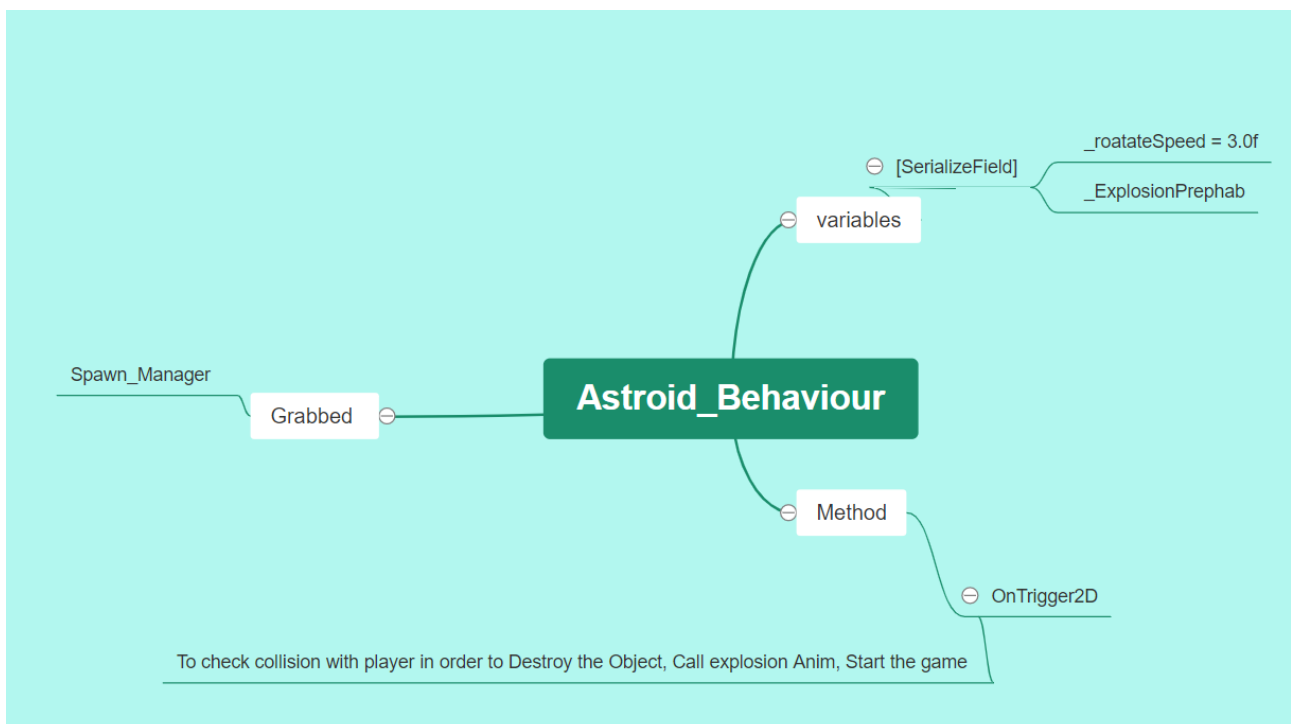 _roatateSpeed = 3.0f
[SerializeField]
_ExplosionPrephab
variables
Spawn_Manager
Astroid_Behaviour
Grabbed
Method
OnTrigger2D
To check collision with player in order to Destroy the Object, Call explosion Anim, Start the game